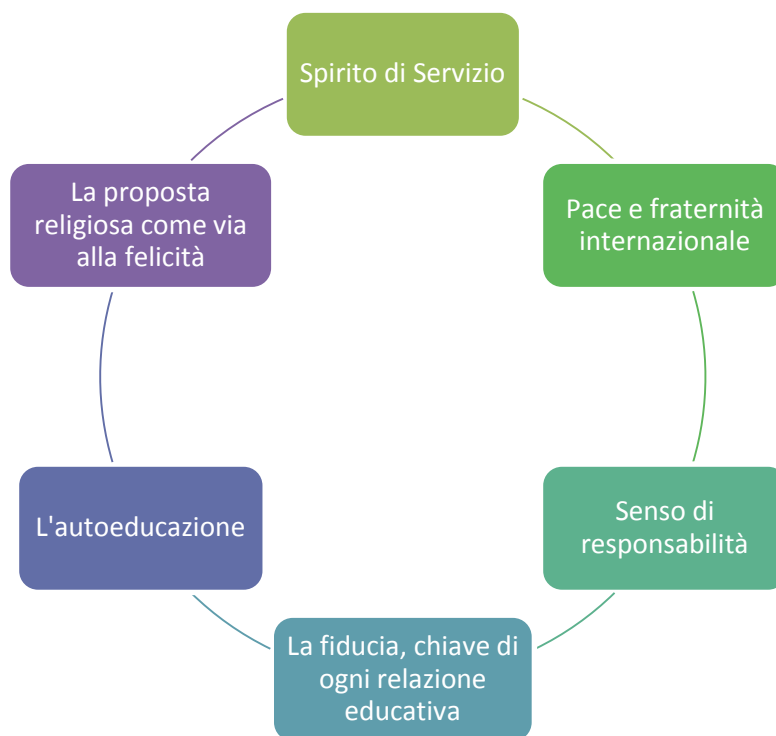 Spirito di Servizio
Pace e fraternità
internazionale
Senso di
responsabilità
La fiducia, chiave di
ogni relazione
educativa
L'autoeducazione
La proposta
religiosa come via
alla felicità